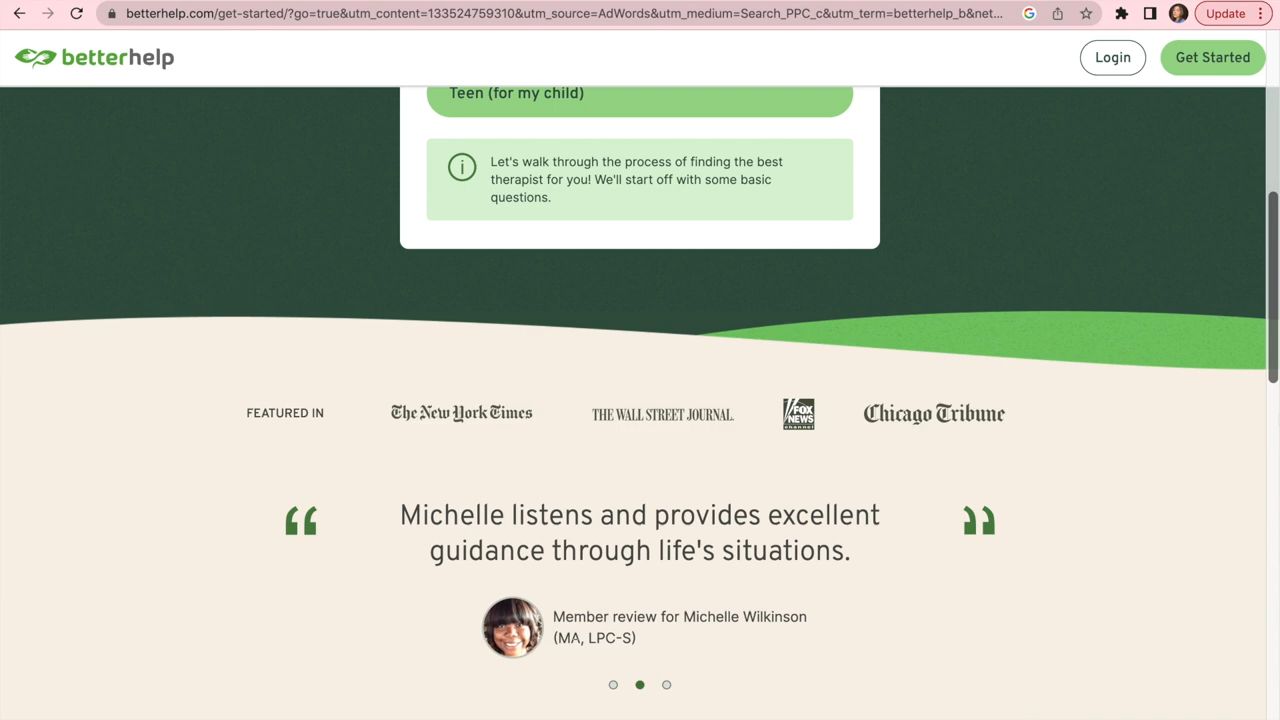 betterhelp.com/get-started/?go=true&utm_content=133524759310&utm_source=AdWords&utm_medium=Search_PPC_c&utm_term=betterhelp_b&net...
Update
betterhelp
Login
Get Started
Teen (for my child)
Let's walk through the process of finding the best
therapist for you! We'll start off with some basic
questions.
FEATURED IN
The New York Times
THE WALL STREET JOURNAL.
FOX
NEWS
channel
Chicago Tribune
“ Michelle listens and provides excellent ”
guidance through life's situations.
Member review for Michelle Wilkinson
(MA, LPC-S)